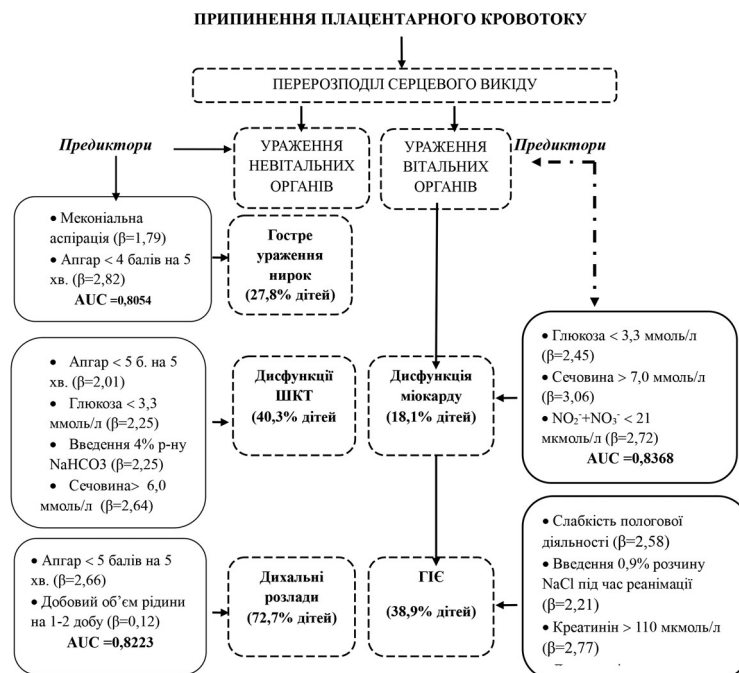 ПРИПИНЕННЯ ПЛАЦЕНТАРНОГО КРОВОТОКУ
ПЕРЕРОЗПОДІЛ СЕРЦЕВОГО ВИКІДУ
Предиктори
УРАЖЕННЯ
НЕВІТАЛЬНИХ
ОРГАНІВ
УРАЖЕННЯ
ВІТАЛЬНИХ
ОРГАНІВ
Предиктори
• Меконіальна
аспірація (β=1,79)
• Апгар < 4 балів на 5
хв. (β=2,82)
AUC =0,8054
Гостре
ураження
нирок
(27,8% дітей)
• Апгар < 5 б. на 5
хв. (β=2,01)
• Глюкоза < 3,3
ммоль/л (β=2,25)
• Введення 4% р-ну
NaHCO3 (β=2,25)
• Сечовина> 6,0
ммоль/л (β=2,64)
Дисфункції
ШКТ
(40,3% дітей
Дисфункція
міокарду
(18,1% дітей)
• Глюкоза < 3,3 ммоль/л
(β=2,45)
• Сечовина > 7,0 ммоль/л
(β=3,06)
• NO₂⁻+NO₃⁻ < 21
мкмоль/л (β=2,72)
AUC =0,8368
• Апгар < 5 балів на 5
хв. (β=2,66)
• Добовий об’єм рідини
на 1-2 добу (β=0,12)
AUC =0,8223
Дихальні
розлади
(72,7% дітей)
ГІЄ
(38,9% дітей)
• Слабкість пологової
діяльності (β=2,58)
• Введення 0,9% розчину
NaCl під час реанімації
(β=2,21)
• Креатинін > 110 мкмоль/л
(β=2,77)